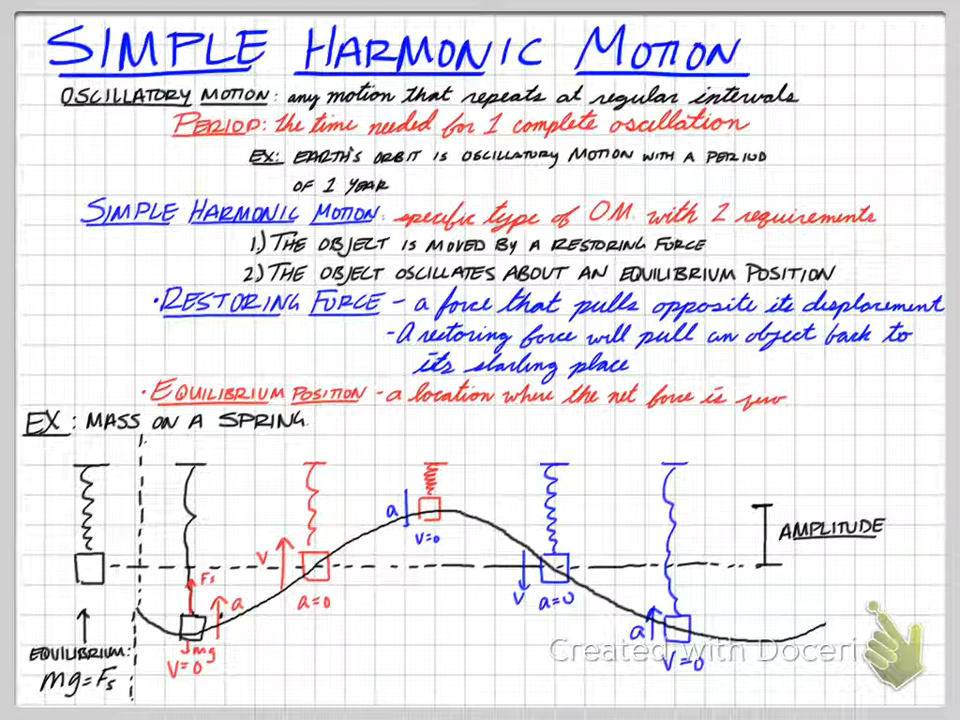 SIMPLE HARMONIC MOTION
OSCILLATORY MOTION: any motion that repeats at regular intervals
PERIOD: the time needed for 1 complete oscillation
EX: EARTH'S ORBIT IS OSCILLATORY MOTION WITH A PERIOD
OF 1 YEAR
SIMPLE HARMONIC MOTION: specific type of OM with 2 requirements
1.) THE OBJECT IS MOVED BY A RESTORING FORCE
2) THE OBJECT OSCILLATES ABOUT AN EQUILIBRIUM POSITION
• RESTORING FORCE - a force that pulls opposite its displacement
- A restoring force will pull an object back to
its starting place
• EQUILIBRIUM POSITION - a location where the net force is zero
EX: MASS ON A SPRING.
a
V=0
AMPLITUDE
V
Fs
a
a=0
V
a=0
a
mg
V=0
V=0
EQUILIBRIUM:
mg=Fs
Created with Doceri